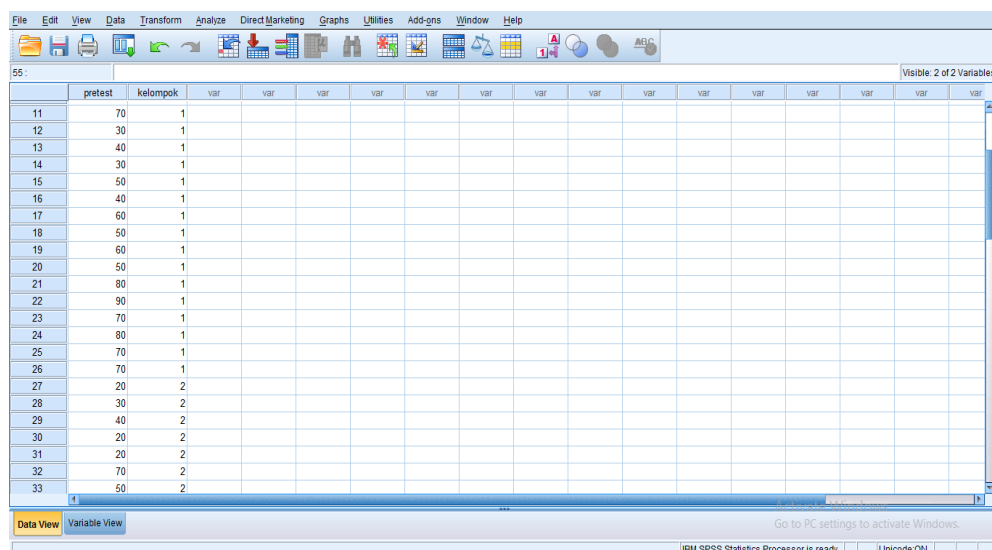 File Edit View Data Transform Analyze Direct Marketing Graphs Utilities Add-ons Window Help
55 :
Visible: 2 of 2 Variables
pretest kelompok var var var var var var var var var var var var var var var
11 70 1
12 30 1
13 40 1
14 30 1
15 50 1
16 40 1
17 60 1
18 50 1
19 60 1
20 50 1
21 80 1
22 90 1
23 70 1
24 80 1
25 70 1
26 70 1
27 20 2
28 30 2
29 40 2
30 20 2
31 20 2
32 70 2
33 50 2
Data View Variable View
Go to PC settings to activate Windows.
IBM SPSS Statistics Processor is ready Unicode:ON